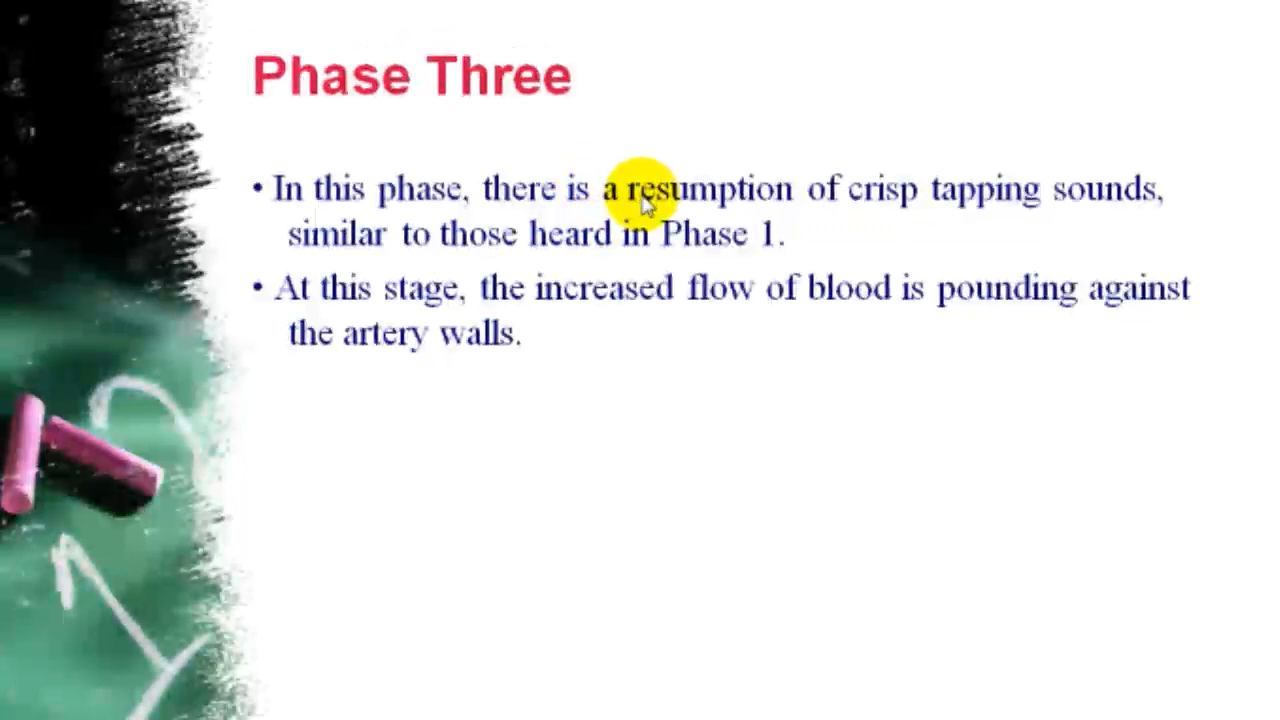 Phase Three
• In this phase, there is a resumption of crisp tapping sounds,
similar to those heard in Phase 1.
• At this stage, the increased flow of blood is pounding against
the artery walls.